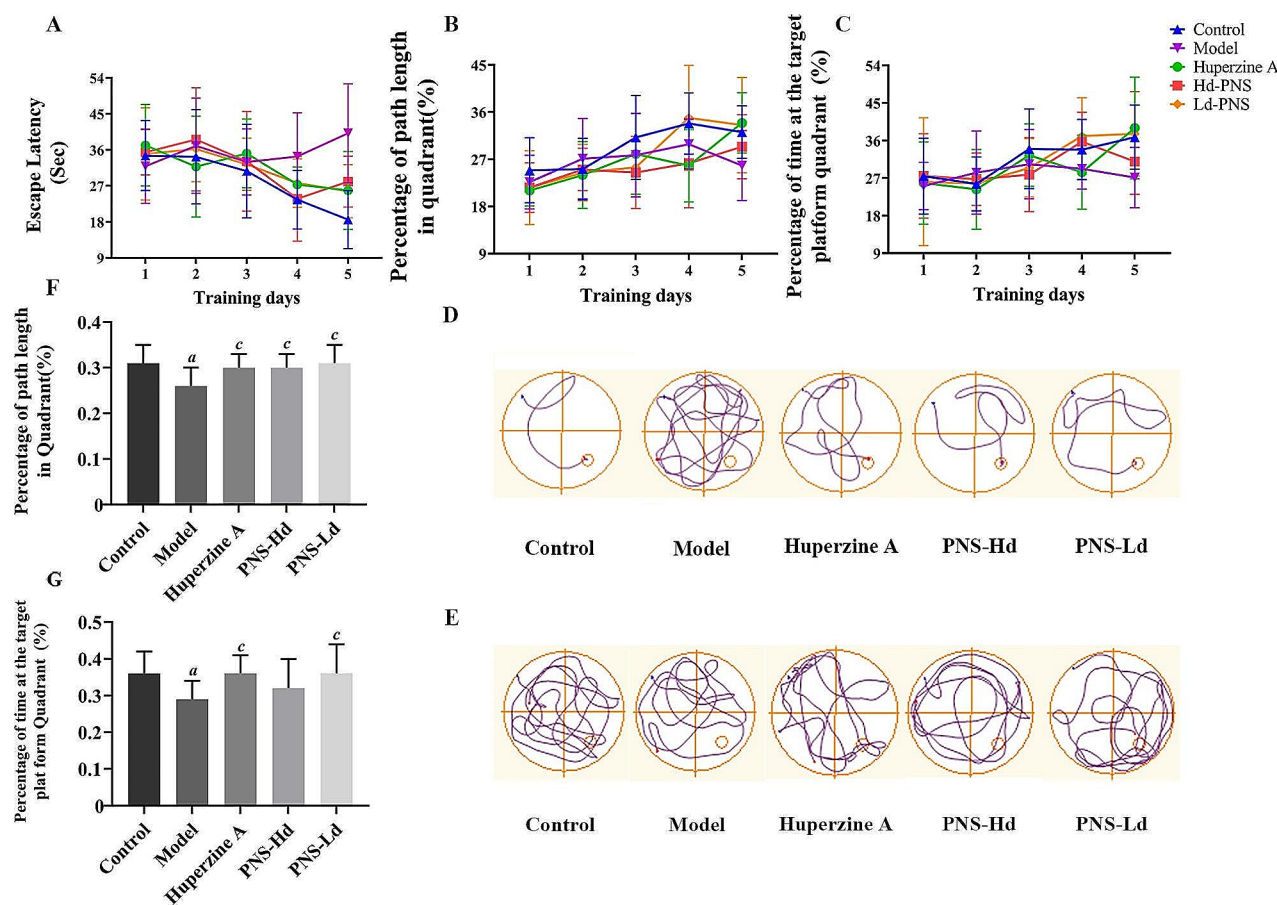 A
Escape Latency
(Sec)
54
45
36
27
18
9
1 2 3 4 5
Training days
B
Percentage of path length
in quadrant(%)
45
36
27
18
9
1 2 3 4 5
Training days
C
Percentage of time at the target
platform quadrant (%)
54
45
36
27
18
9
1 2 3 4 5
Training days
Control
Model
Huperzine A
Hd-PNS
Ld-PNS
F
Percentage of path length
in Quadrant(%)
0.4
0.3
0.2
0.1
0
a
c
c
c
Control
Model
Huperzine A
PNS-Hd
PNS-Ld
D
Control
Model
Huperzine A
PNS-Hd
PNS-Ld
G
Percentage of time at the target
plat form Quadrant (%)
0.5
0.4
0.3
0.2
0.1
0
a
c
c
Control
Model
Huperzine A
PNS-Hd
PNS-Ld
E
Control
Model
Huperzine A
PNS-Hd
PNS-Ld